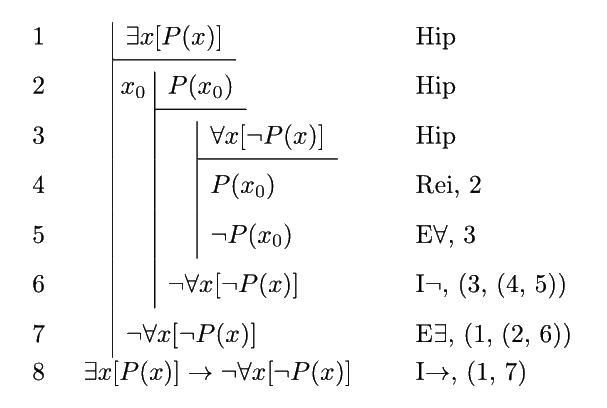 1 ∃x[P(x)] Hip
2 x₀ P(x₀) Hip
3 ∀x[¬P(x)] Hip
4 P(x₀) Rei, 2
5 ¬P(x₀) E∀, 3
6 ¬∀x[¬P(x)] I¬, (3, (4, 5))
7 ¬∀x[¬P(x)] E∃, (1, (2, 6))
8 ∃x[P(x)] → ¬∀x[¬P(x)] I→, (1, 7)